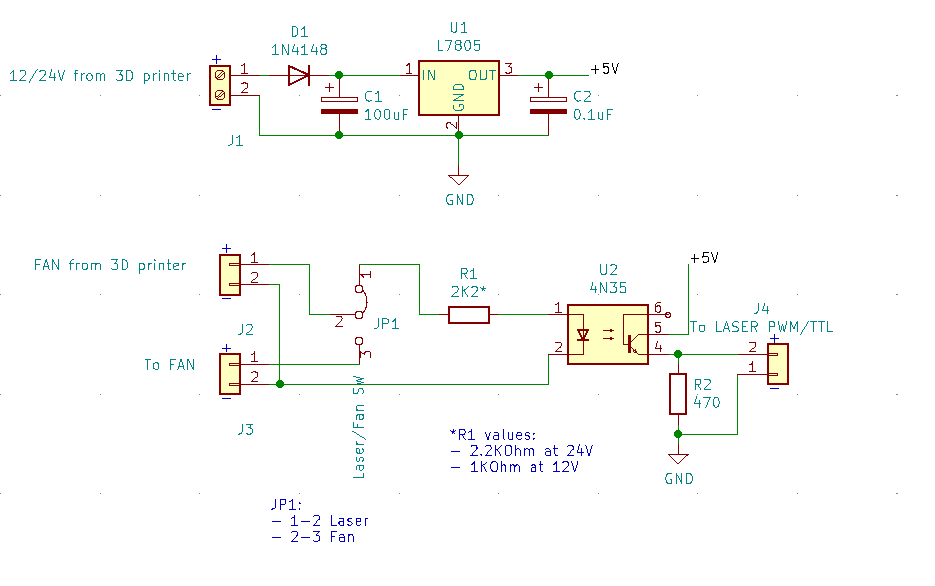 D1
1N4148
U1
L7805
12/24V from 3D printer
+
1
2
−
J1
+
C1
100uF
1
IN
OUT
3
GND
2
+5V
+
C2
0.1uF
GND
FAN from 3D printer
+
1
2
−
J2
To FAN
+
1
2
−
J3
1
2
3
JP1
Laser/Fan Sw
R1
2K2*
U2
4N35
1
2
6
5
4
+5V
J4
To LASER PWM/TTL
+
2
1
−
R2
470
GND
*R1 values:
− 2.2KOhm at 24V
− 1KOhm at 12V
JP1:
− 1−2 Laser
− 2−3 Fan